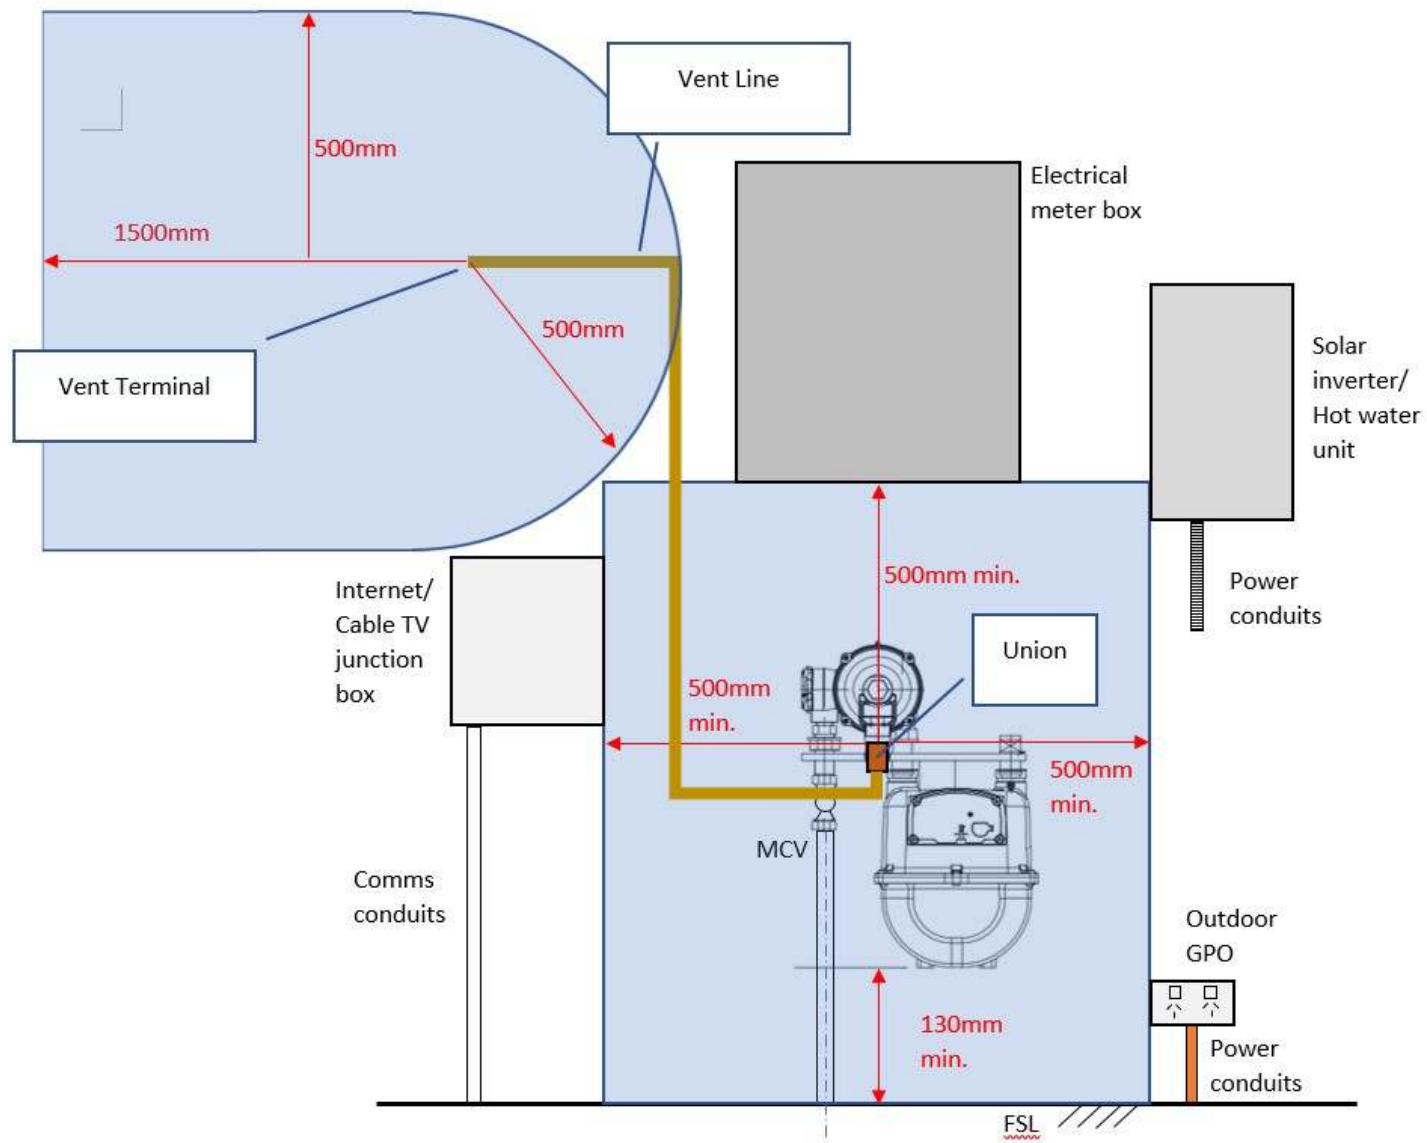 Vent Line
500mm
Electrical
meter box
1500mm
500mm
Solar
inverter/
Hot water
unit
Vent Terminal
Internet/
Cable TV
junction
box
500mm min.
Power
conduits
Union
500mm
min.
500mm
min.
MCV
Comms
conduits
Outdoor
GPO
130mm
min.
Power
conduits
FSL